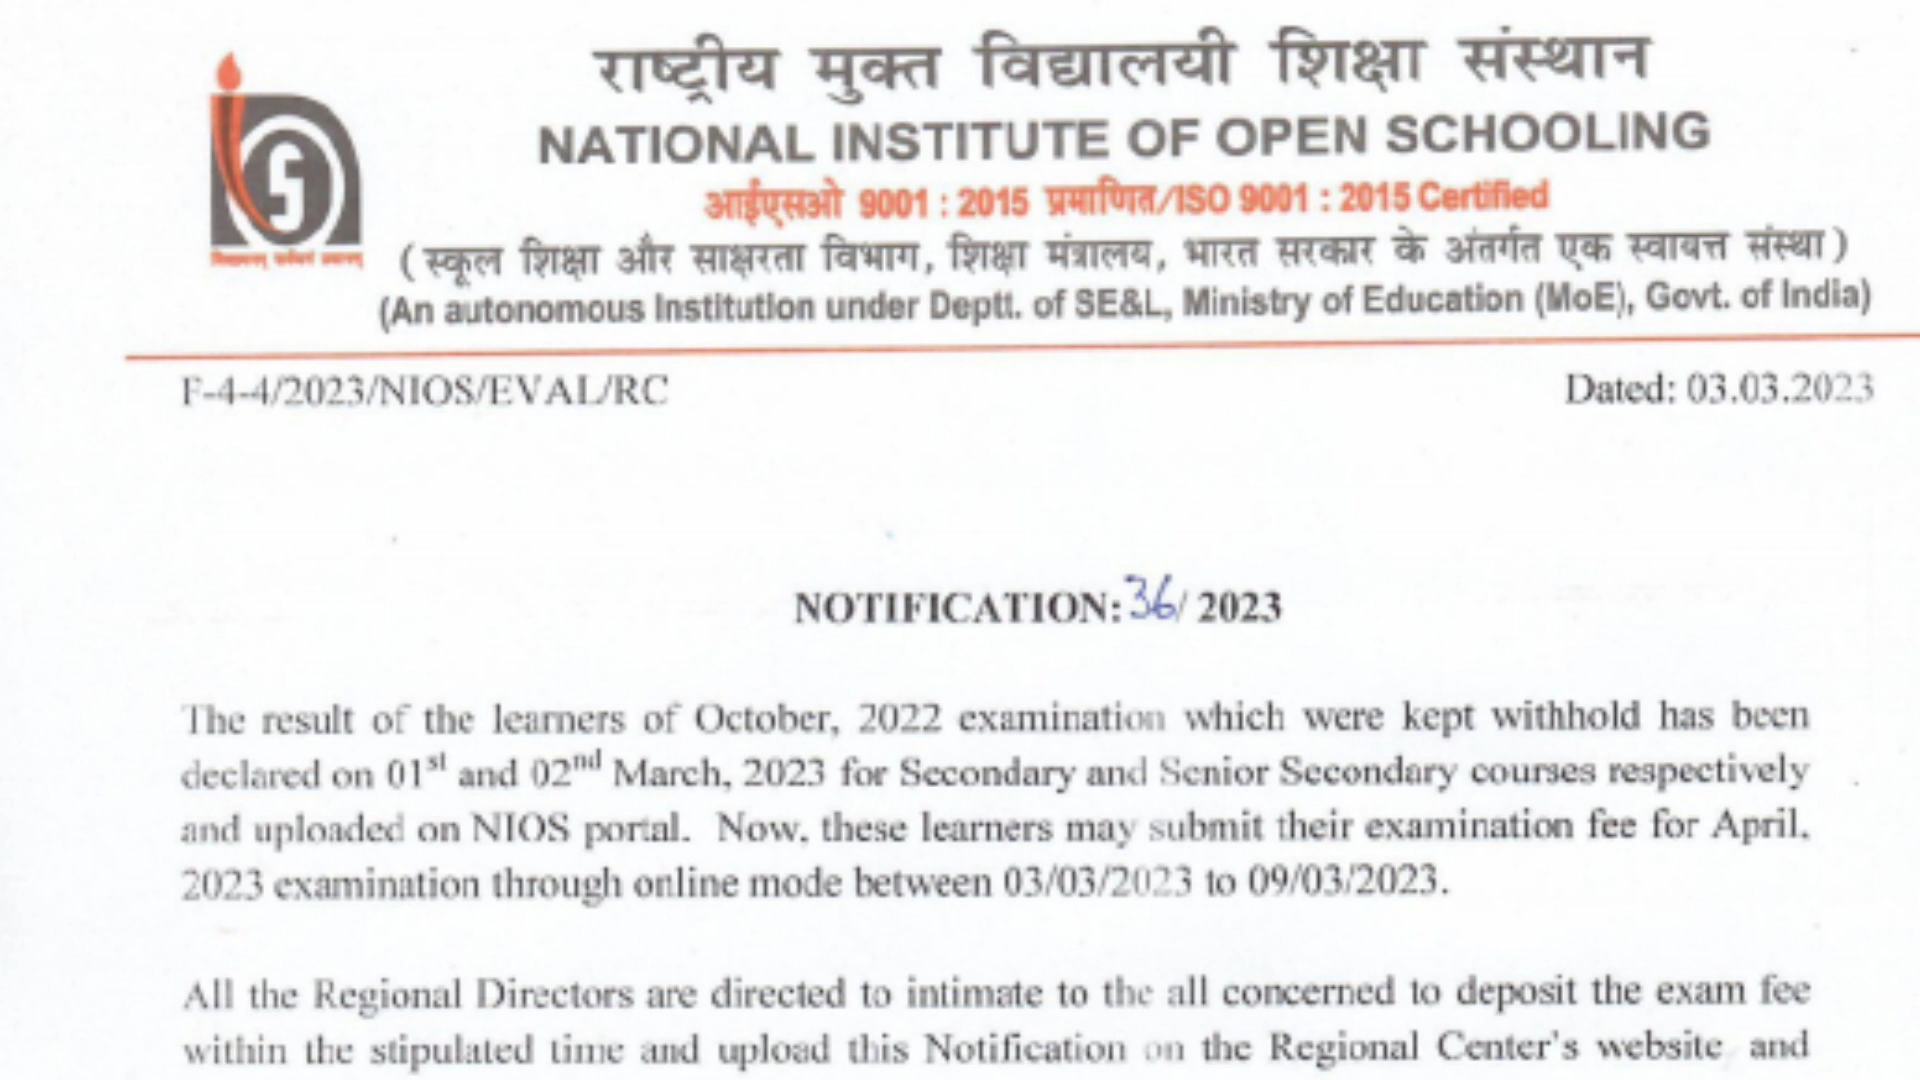 राष्ट्रीय मुक्त विद्यालयी शिक्षा संस्थान
NATIONAL INSTITUTE OF OPEN SCHOOLING
आईएसओ 9001 : 2015 प्रमाणित/ISO 9001 : 2015 Certified
( स्कूल शिक्षा और साक्षरता विभाग, शिक्षा मंत्रालय, भारत सरकार के अंतर्गत एक स्वायत्त संस्था )
(An autonomous Institution under Deptt. of SE&L, Ministry of Education (MoE), Govt. of India)
F-4-4/2023/NIOS/EVAL/RC Dated: 03.03.2023
NOTIFICATION: 36/ 2023
The result of the learners of October, 2022 examination which were kept withhold has been
declared on 01st and 02nd March, 2023 for Secondary and Senior Secondary courses respectively
and uploaded on NIOS portal. Now, these learners may submit their examination fee for April,
2023 examination through online mode between 03/03/2023 to 09/03/2023.
All the Regional Directors are directed to intimate to the all concerned to deposit the exam fee
within the stipulated time and upload this Notification on the Regional Center's website and